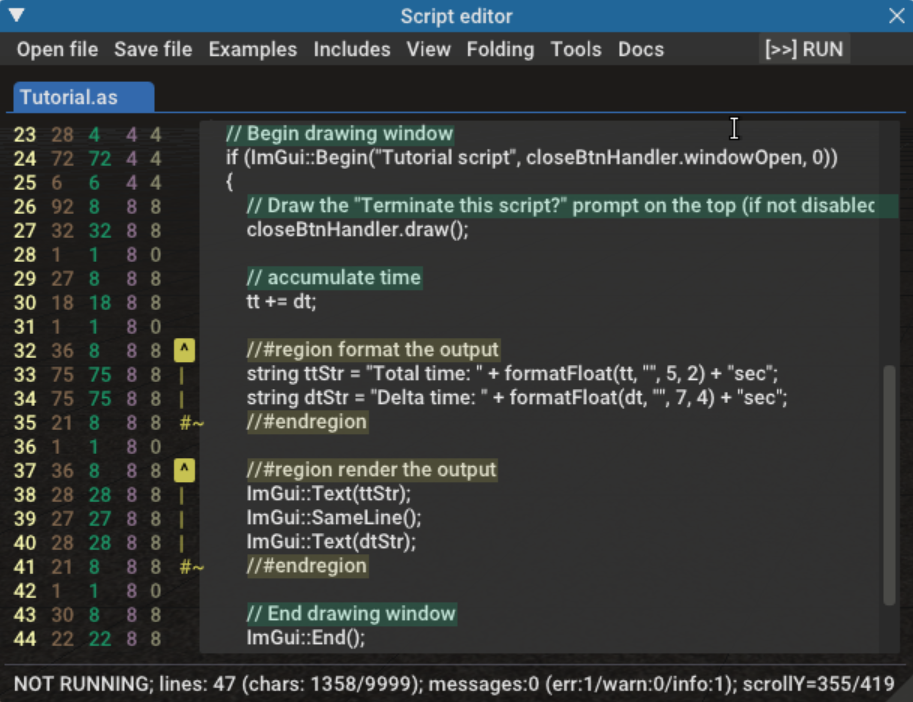 Script editor
Open file Save file Examples Includes View Folding Tools Docs [>>] RUN
Tutorial.as
23 28 4 4 4 // Begin drawing window
24 72 72 4 4 if (ImGui::Begin("Tutorial script", closeBtnHandler.windowOpen, 0))
25 6 6 4 4 {
26 92 8 8 8 // Draw the "Terminate this script?" prompt on the top (if not disabled
27 32 32 8 8 closeBtnHandler.draw();
28 1 1 8 0
29 27 8 8 8 // accumulate time
30 18 18 8 8 tt += dt;
31 1 1 8 0
32 36 8 8 8 ^ //#region format the output
33 75 75 8 8 | string ttStr = "Total time: " + formatFloat(tt, "", 5, 2) + "sec";
34 75 75 8 8 | string dtStr = "Delta time: " + formatFloat(dt, "", 7, 4) + "sec";
35 21 8 8 8 #~ //#endregion
36 1 1 8 0
37 36 8 8 8 ^ //#region render the output
38 28 28 8 8 | ImGui::Text(ttStr);
39 27 27 8 8 | ImGui::SameLine();
40 28 28 8 8 | ImGui::Text(dtStr);
41 21 8 8 8 #~ //#endregion
42 1 1 8 0
43 30 8 8 8 // End drawing window
44 22 22 8 8 ImGui::End();
NOT RUNNING; lines: 47 (chars: 1358/9999); messages:0 (err:1/warn:0/info:1); scrollY=355/419